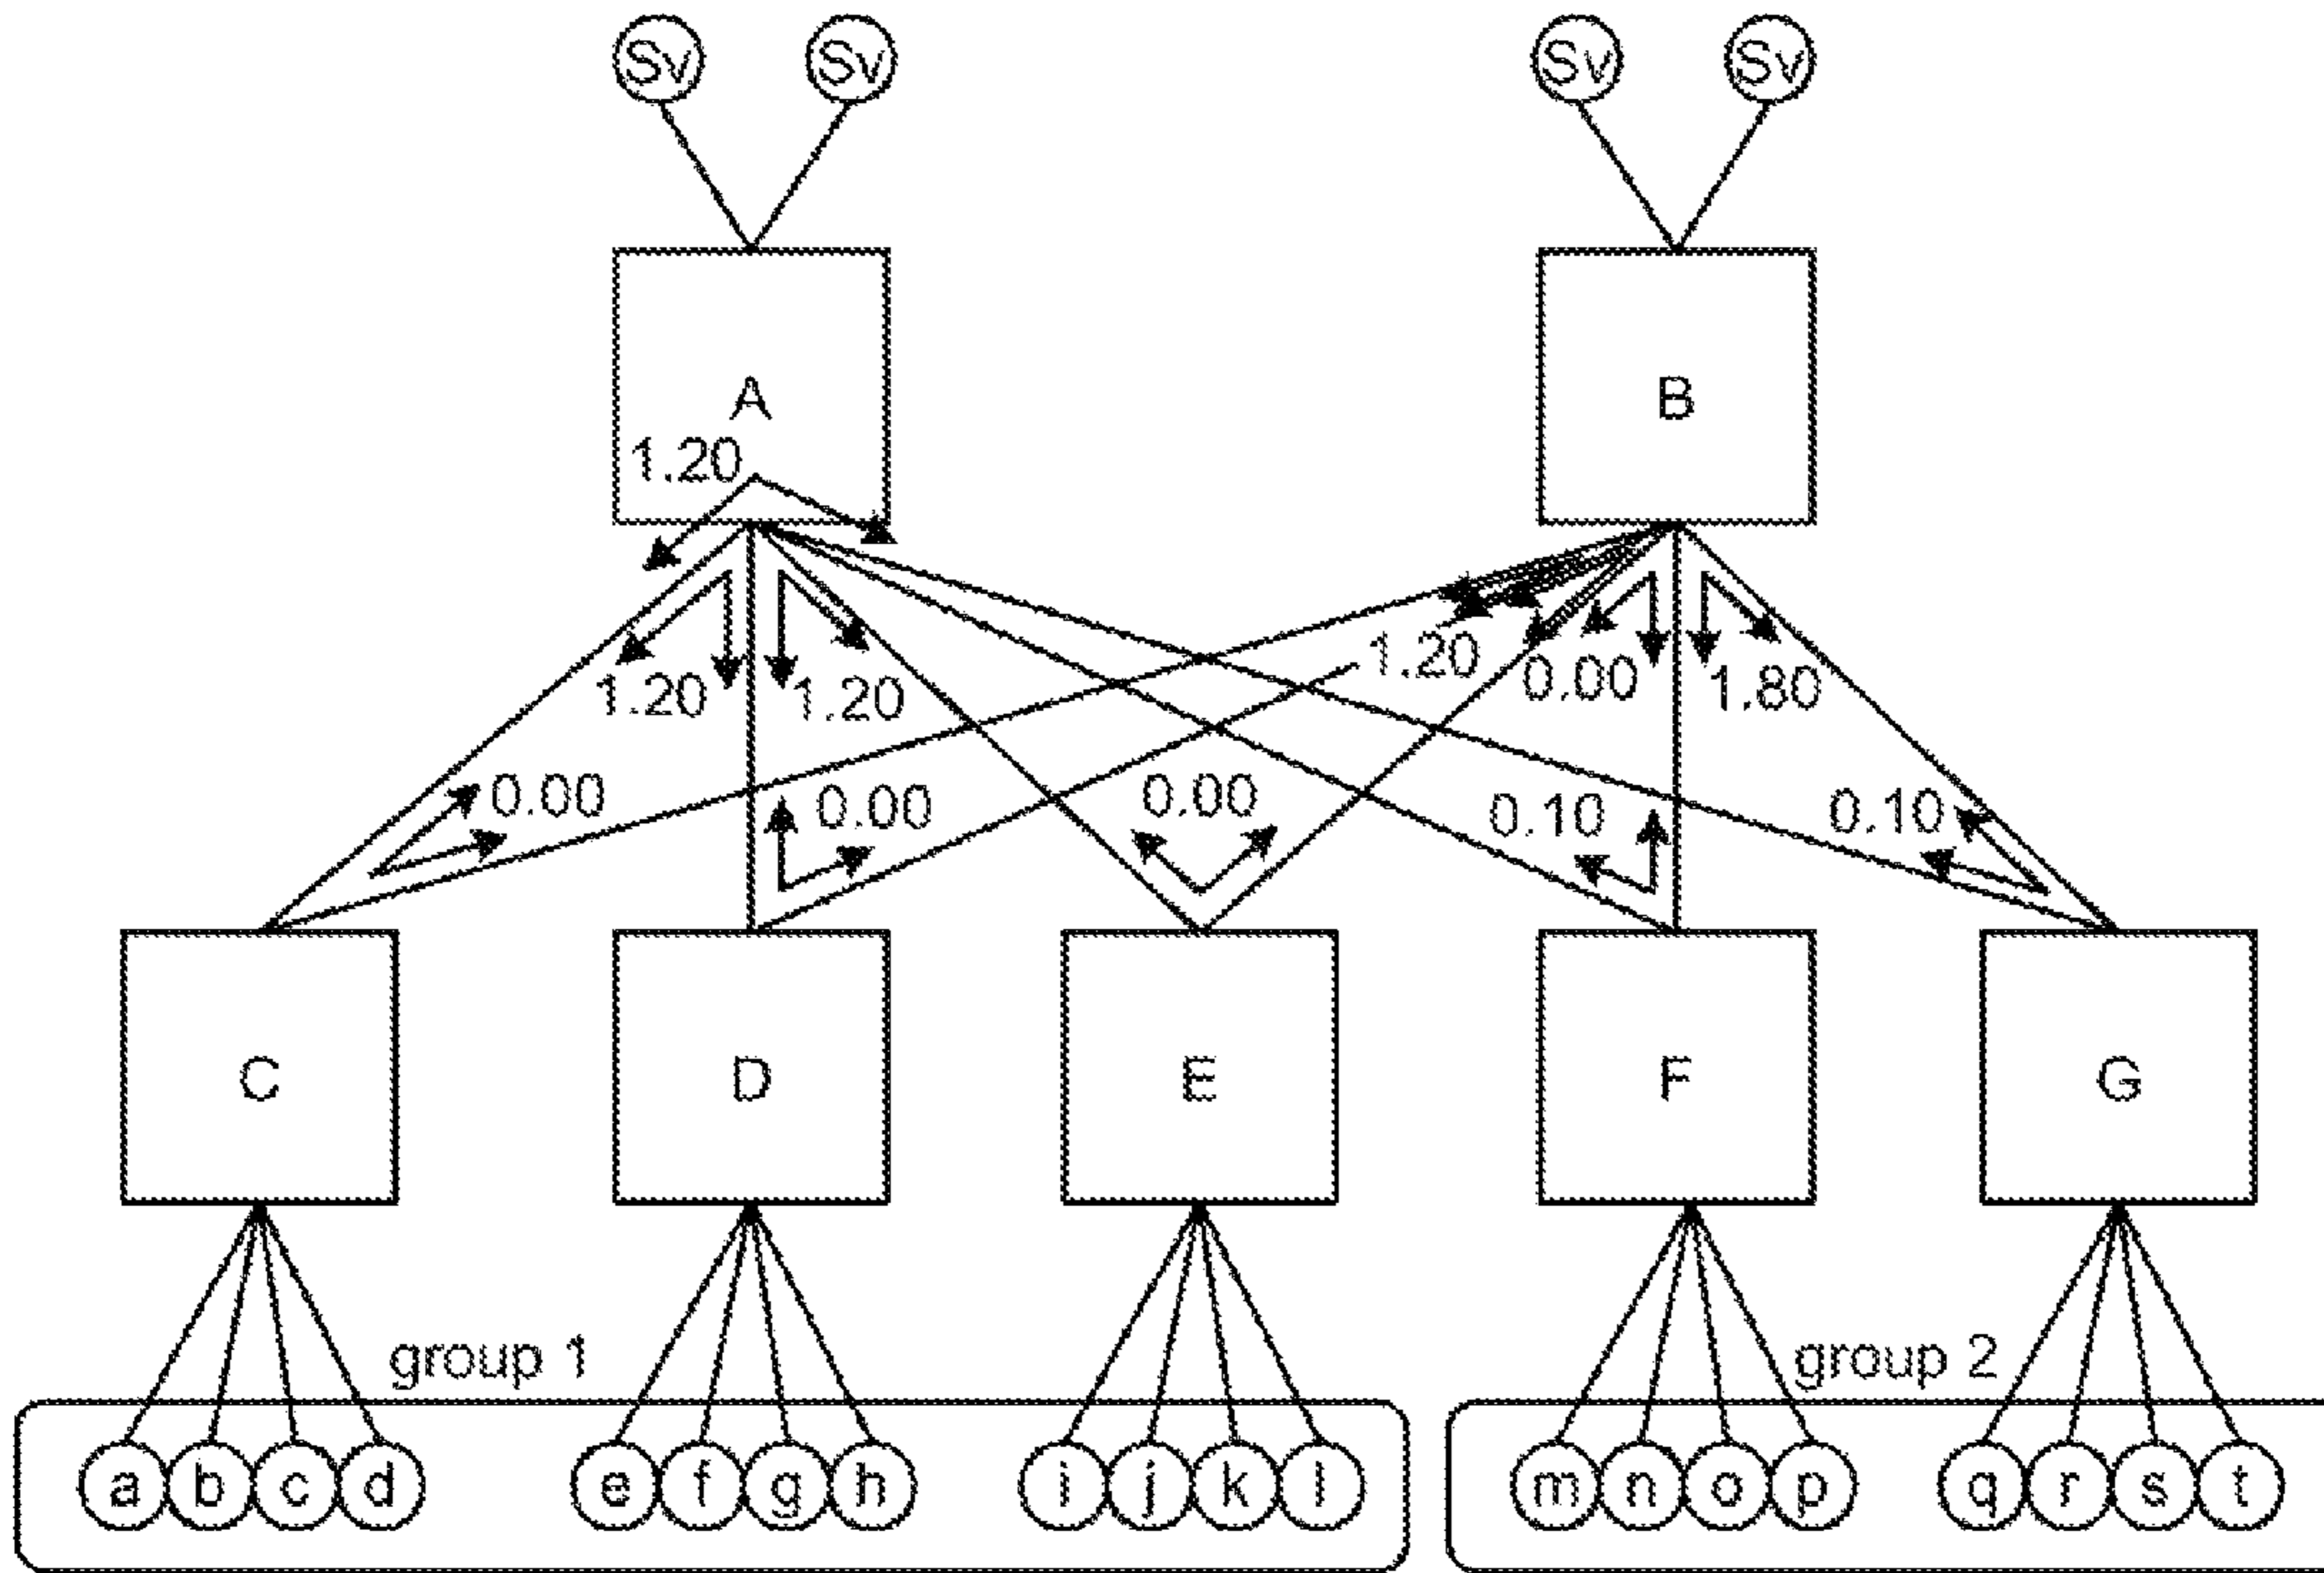 Sv Sv Sv Sv
A B
1.20
1.20 1.20 1.20 0.00 1.80
0.00 0.00 0.00 0.10 0.10
C D E F G
group 1 group 2
a b c d e f g h i j k l m n o p q r s t